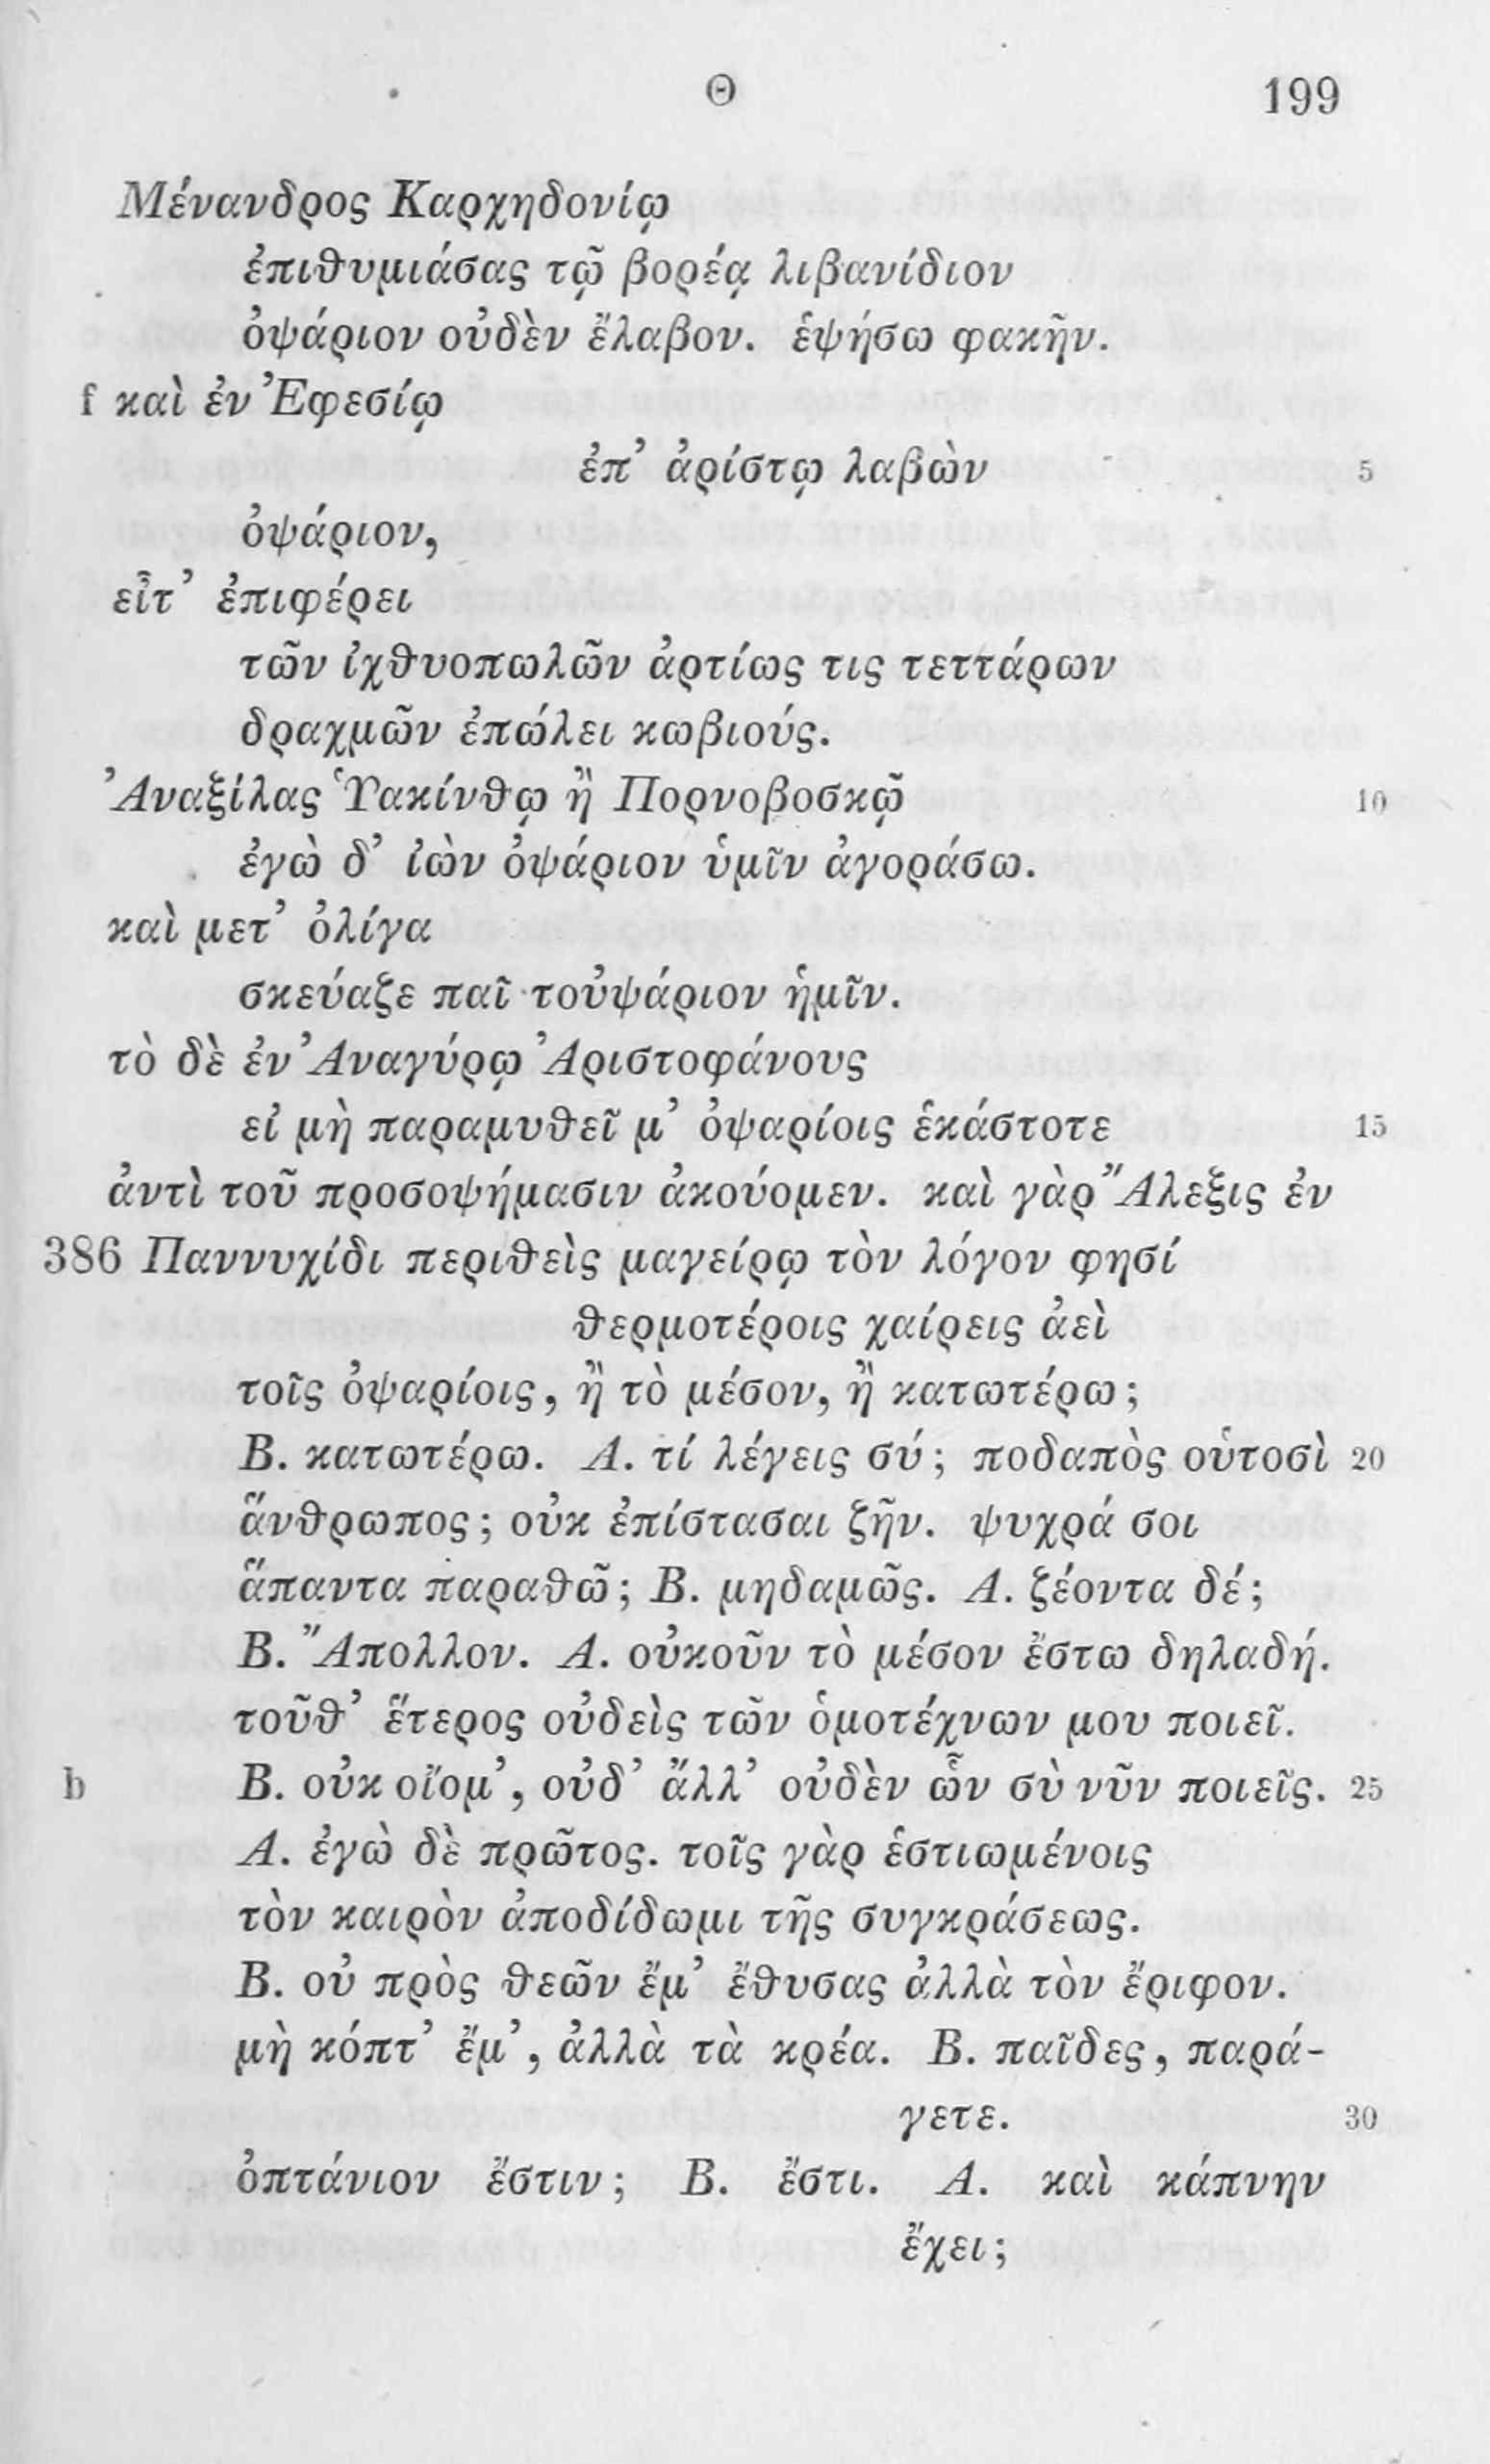 Θ 199
Μένανδρος Καρχηδονίῳ
ἐπιθυμιάσας τῷ βορέᾳ λιβανίδιον
ὀψάριον οὐδὲν ἔλαβον. ἑψήσω φακῆν.
f καὶ ἐν Ἐφεσίῳ
ἐπ’ ἀρίστῳ λαβὼν 5
ὀψάριον,
εἶτ’ ἐπιφέρει
τῶν ἰχθυοπωλῶν ἀρτίως τις τεττάρων
δραχμῶν ἐπώλει κωβιούς.
Ἀναξίλας Ὑακίνθῳ ἢ Πορνοβοσκῷ 10
ἐγὼ δ’ ἰὼν ὀψάριον ὑμῖν ἀγοράσω.
καὶ μετ’ ὀλίγα
σκεύαζε παῖ τοὐψάριον ἡμῖν.
τὸ δὲ ἐν Ἀναγύρῳ Ἀριστοφάνους
εἰ μὴ παραμυθεῖ μ’ ὀψαρίοις ἑκάστοτε 15
ἀντὶ τοῦ προσοψήμασιν ἀκούομεν. καὶ γὰρ Ἄλεξις ἐν
386 Παννυχίδι περιθεὶς μαγείρῳ τὸν λόγον φησί
θερμοτέροις χαίρεις ἀεὶ
τοῖς ὀψαρίοις, ἢ τὸ μέσον, ἢ κατωτέρω;
Β. κατωτέρω. Α. τί λέγεις σύ; ποδαπὸς οὑτοσὶ 20
ἅνθρωπος; οὐκ ἐπίστασαι ζῆν. ψυχρά σοι
ἅπαντα παραθῶ; Β. μηδαμῶς. Α. ζέοντα δέ;
Β. Ἄπολλον. Α. οὐκοῦν τὸ μέσον ἔστω δηλαδή.
τοῦθ’ ἕτερος οὐδεὶς τῶν ὁμοτέχνων μου ποιεῖ.
b Β. οὐκ οἴομ’, οὐδ’ ἄλλ’ οὐδὲν ὧν σὺ νῦν ποιεῖς. 25
Α. ἐγὼ δὲ πρῶτος. τοῖς γὰρ ἑστιωμένοις
τὸν καιρὸν ἀποδίδωμι τῆς συγκράσεως.
Β. οὐ πρὸς θεῶν ἔμ’ ἔθυσας ἀλλὰ τὸν ἔριφον.
μὴ κόπτ’ ἔμ’, ἀλλὰ τὰ κρέα. Β. παῖδες, παρά-
γετε. 30
ὀπτάνιον ἔστιν; Β. ἔστι. Α. καὶ κάπνην
ἔχει;